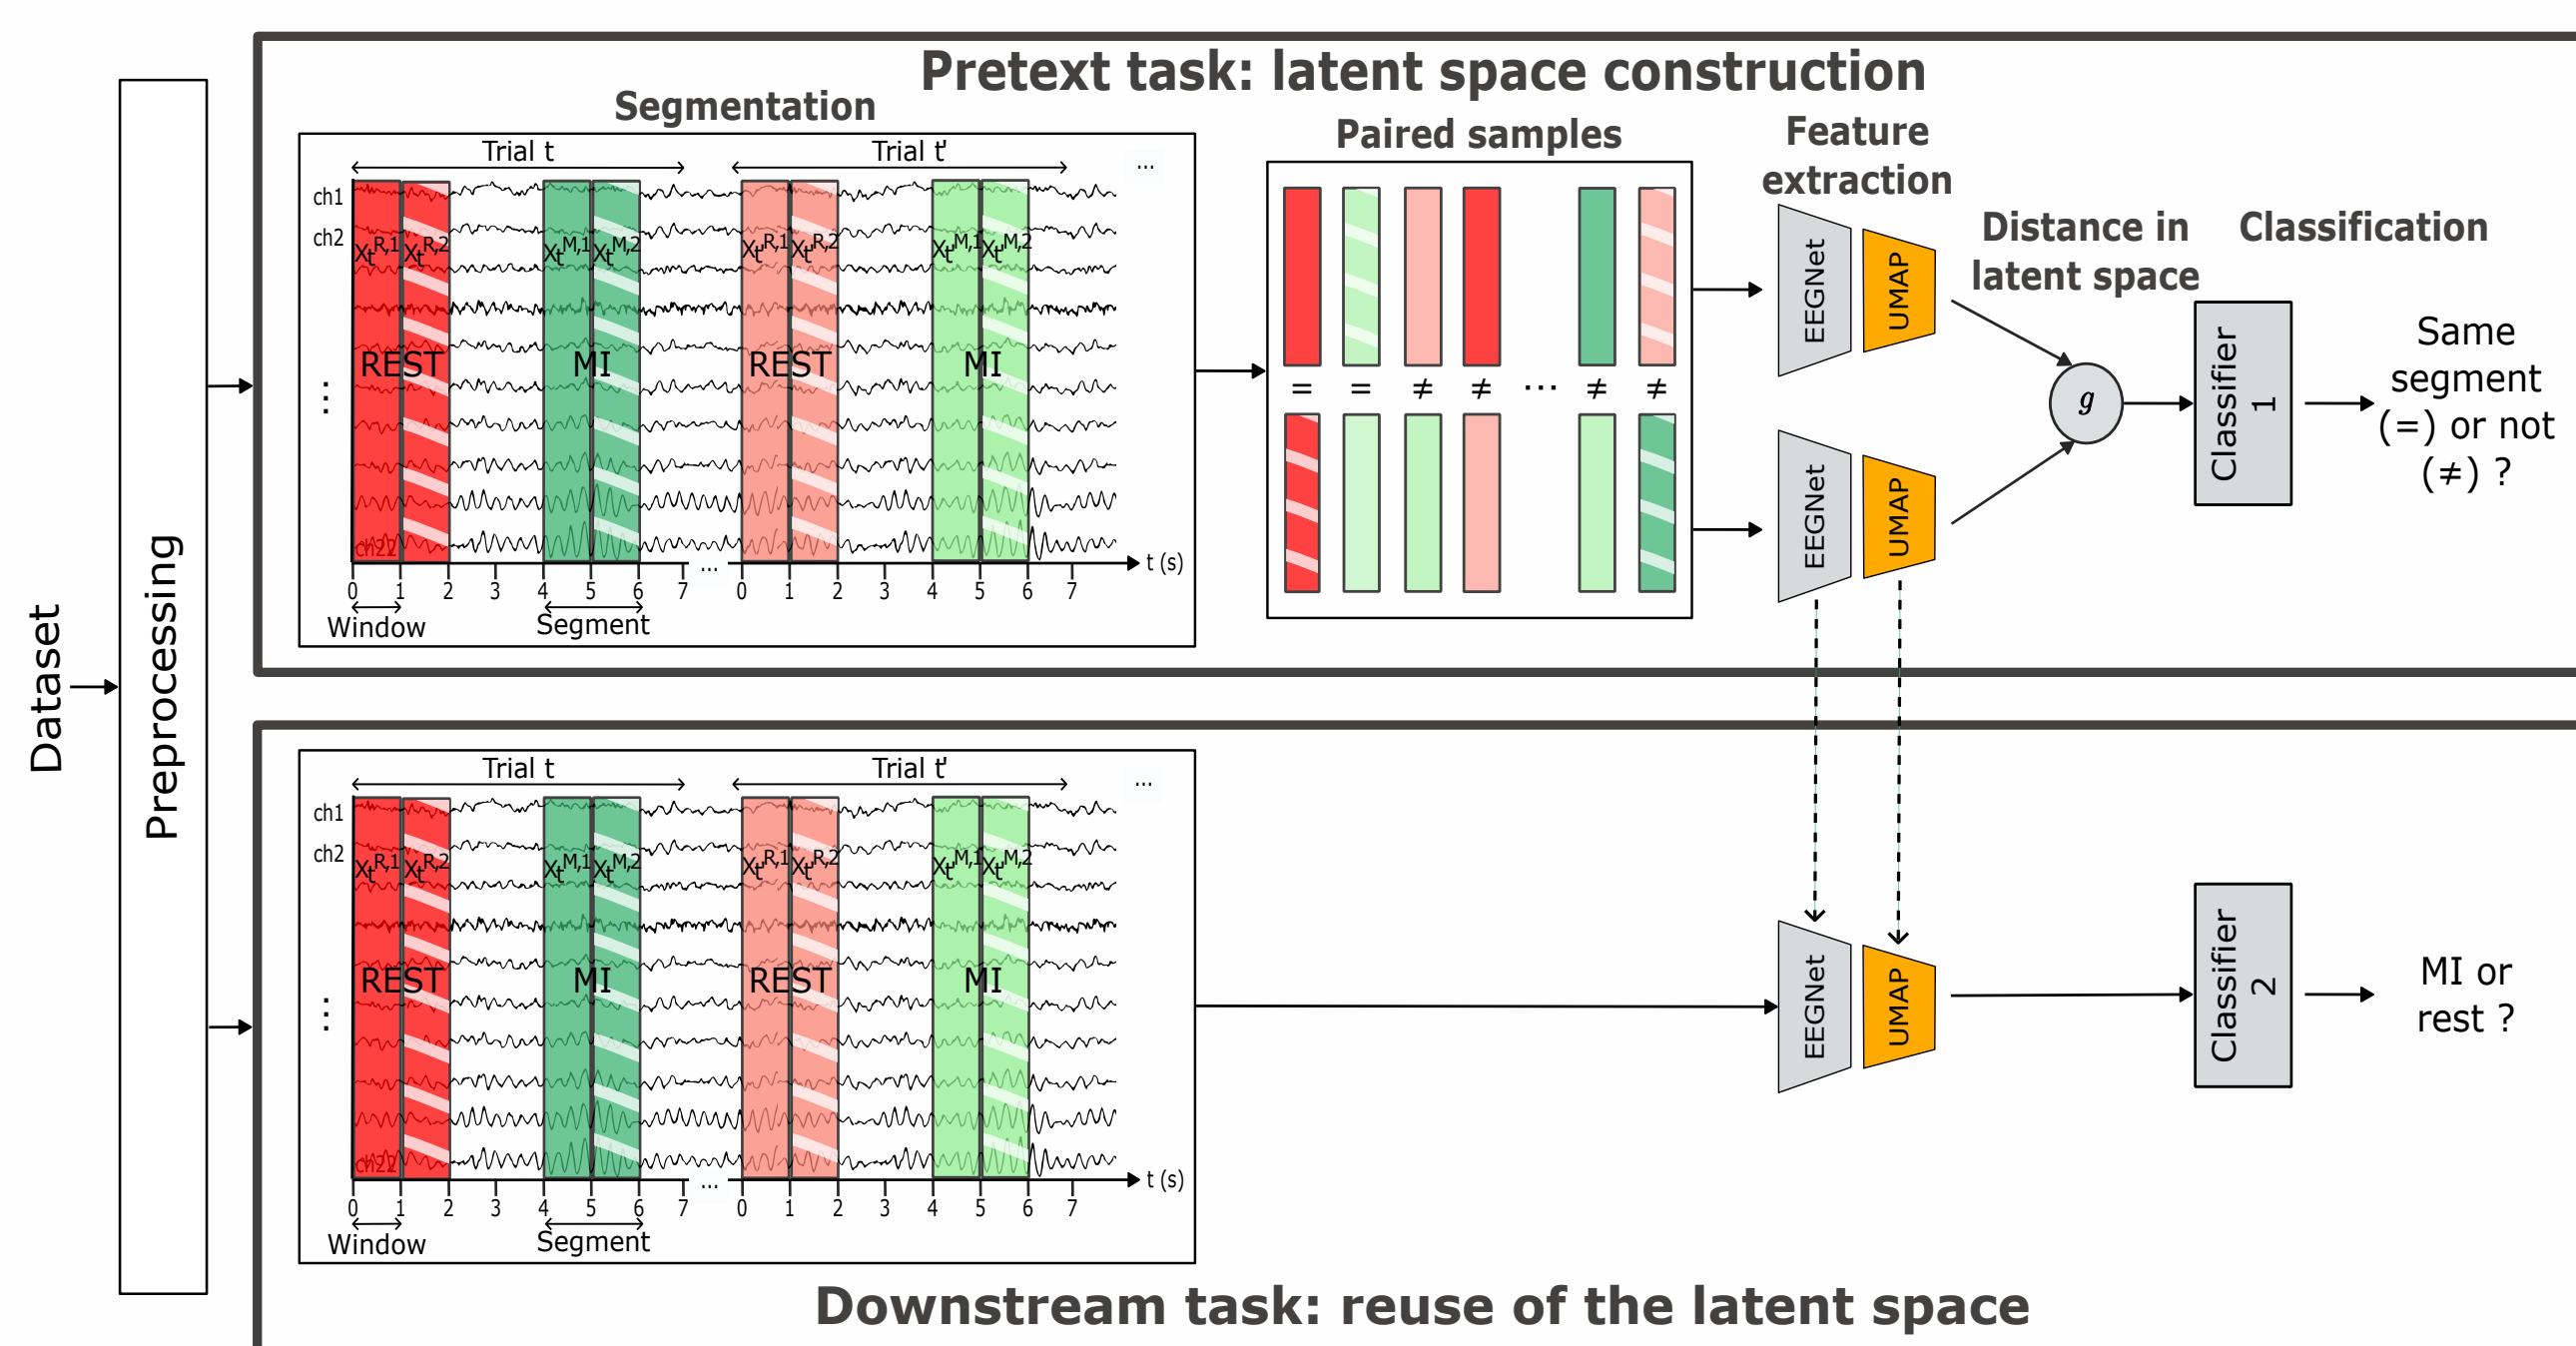 Pretext task: latent space construction
Segmentation
Paired samples
Feature
extraction
Distance in
latent space
Classification
Dataset
Preprocessing
Trial t
Trial t'
...
ch1
ch2
⋮
ch22
Xt R,1
Xt R,2
Xt M,1
Xt M,2
Xt' R,1
Xt' R,2
Xt' M,1
Xt' M,2
REST
MI
REST
MI
0 1 2 3 4 5 6 7 ... 0 1 2 3 4 5 6 7
t (s)
Window
Segment
= = ≠ ≠ ... ≠ ≠
EEGNet
UMAP
EEGNet
UMAP
g
Classifier
1
Same
segment
(=) or not
(≠) ?
Trial t
Trial t'
...
ch1
ch2
⋮
ch22
Xt R,1
Xt R,2
Xt M,1
Xt M,2
Xt' R,1
Xt' R,2
Xt' M,1
Xt' M,2
REST
MI
REST
MI
0 1 2 3 4 5 6 7 ... 0 1 2 3 4 5 6 7
t (s)
Window
Segment
EEGNet
UMAP
Classifier
2
MI or
rest ?
Downstream task: reuse of the latent space